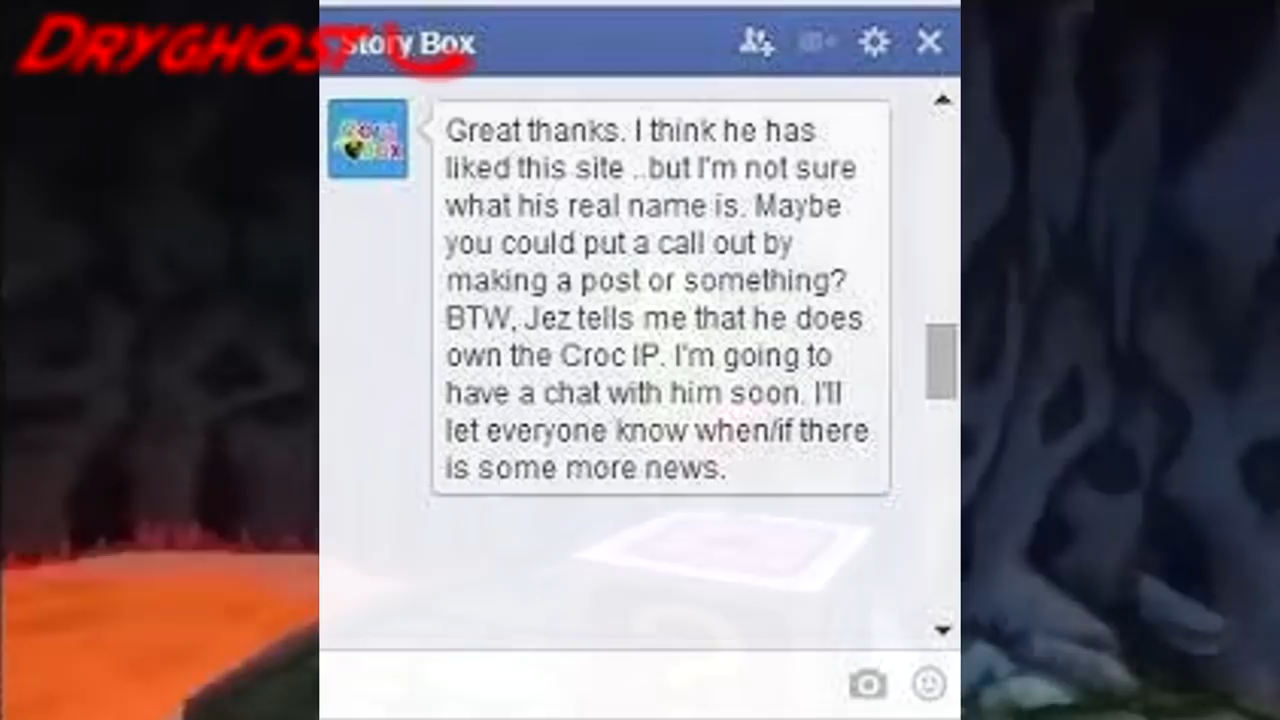 DRYGHOST
Story Box
Great thanks. I think he has
liked this site ..but I'm not sure
what his real name is. Maybe
you could put a call out by
making a post or something?
BTW, Jez tells me that he does
own the Croc IP. I'm going to
have a chat with him soon. I'll
let everyone know when/if there
is some more news.